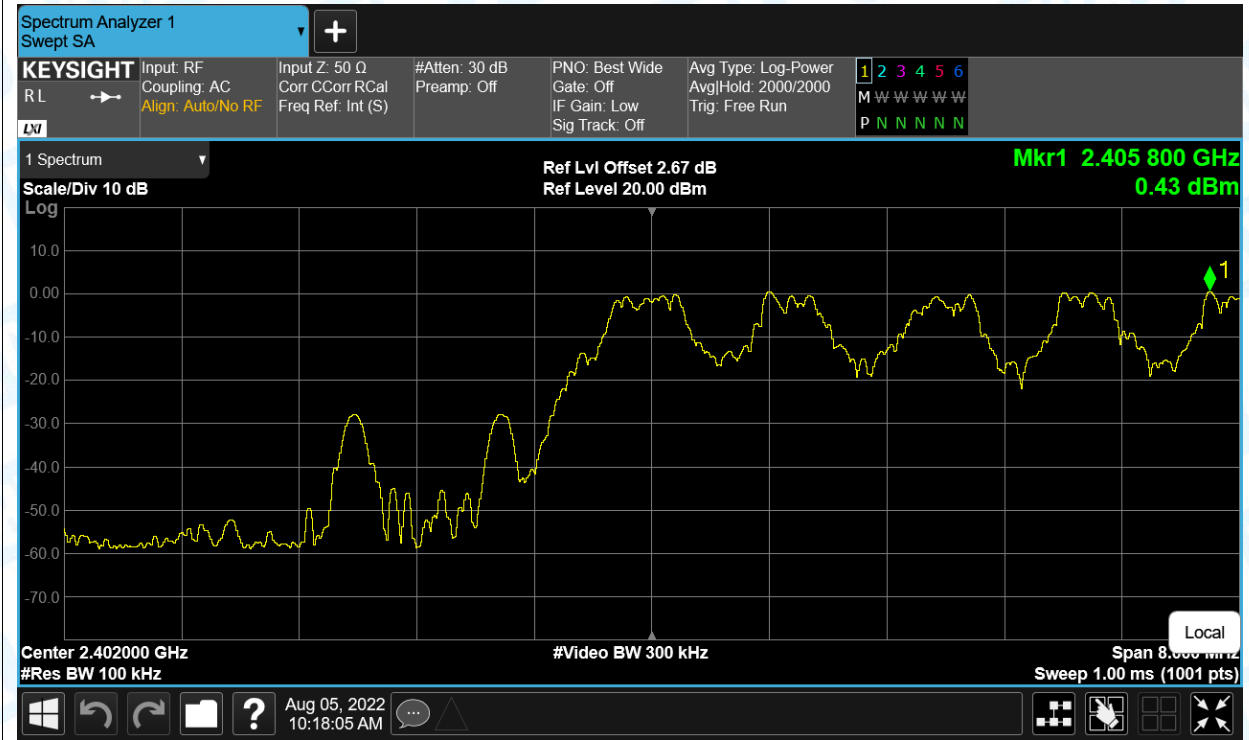 Spectrum Analyzer 1
Swept SA
KEYSIGHT
R L
LXI
Input: RF
Coupling: AC
Align: Auto/No RF
Input Z: 50 Ω
Corr CCorr RCal
Freq Ref: Int (S)
#Atten: 30 dB
Preamp: Off
PNO: Best Wide
Gate: Off
IF Gain: Low
Sig Track: Off
Avg Type: Log-Power
Avg|Hold: 2000/2000
Trig: Free Run
1 2 3 4 5 6
M W W W W W
P N N N N N
1 Spectrum
Scale/Div 10 dB
Log
Ref Lvl Offset 2.67 dB
Ref Level 20.00 dBm
Mkr1 2.405 800 GHz
0.43 dBm
10.0
0.00
-10.0
-20.0
-30.0
-40.0
-50.0
-60.0
-70.0
1
Local
Center 2.402000 GHz
#Video BW 300 kHz
Span 8.000 MHz
#Res BW 100 kHz
Sweep 1.00 ms (1001 pts)
?
Aug 05, 2022
10:18:05 AM